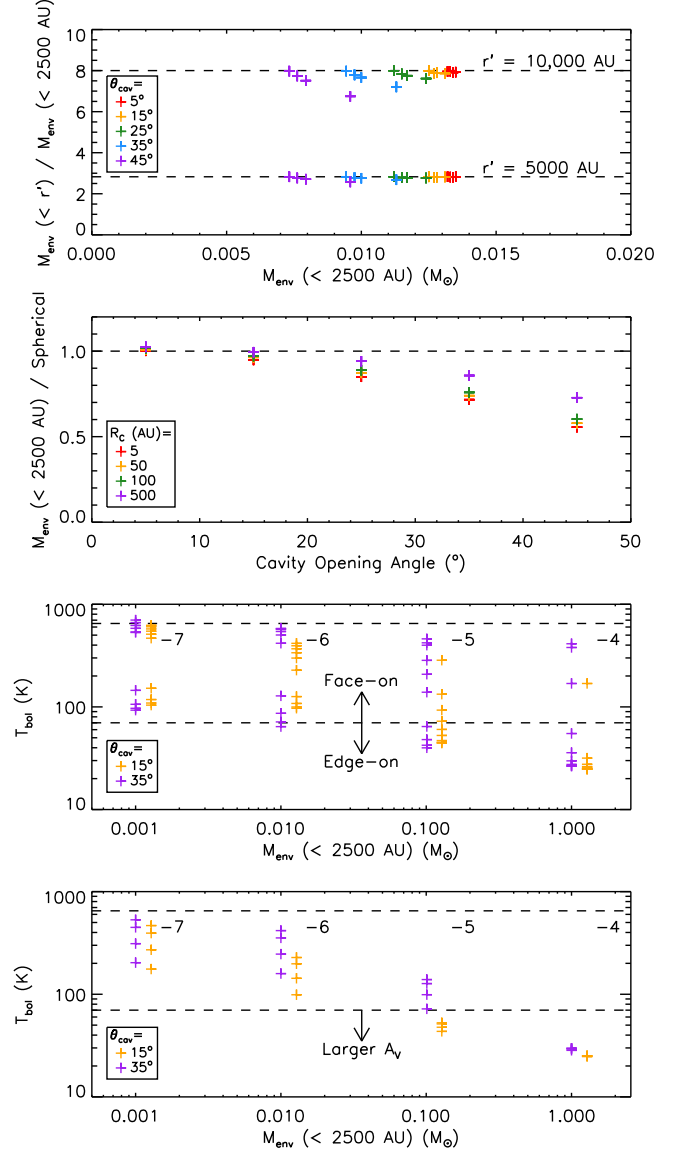 M_env (< r') / M_env (< 2500 AU)
10
8
6
4
2
0
r' = 10,000 AU
r' = 5000 AU
θ_cav=
5°
15°
25°
35°
45°
0.000 0.005 0.010 0.015 0.020
M_env (< 2500 AU) (M_⊙)
M_env (< 2500 AU) / Spherical
1.0
0.5
0.0
R_C (AU)=
5
50
100
500
0 10 20 30 40 50
Cavity Opening Angle (°)
T_bol (K)
1000
100
10
-7 -6 -5 -4
Face-on
Edge-on
θ_cav=
15°
35°
0.001 0.010 0.100 1.000
M_env (< 2500 AU) (M_⊙)
T_bol (K)
1000
100
10
-7 -6 -5 -4
Larger A_V
θ_cav=
15°
35°
0.001 0.010 0.100 1.000
M_env (< 2500 AU) (M_⊙)